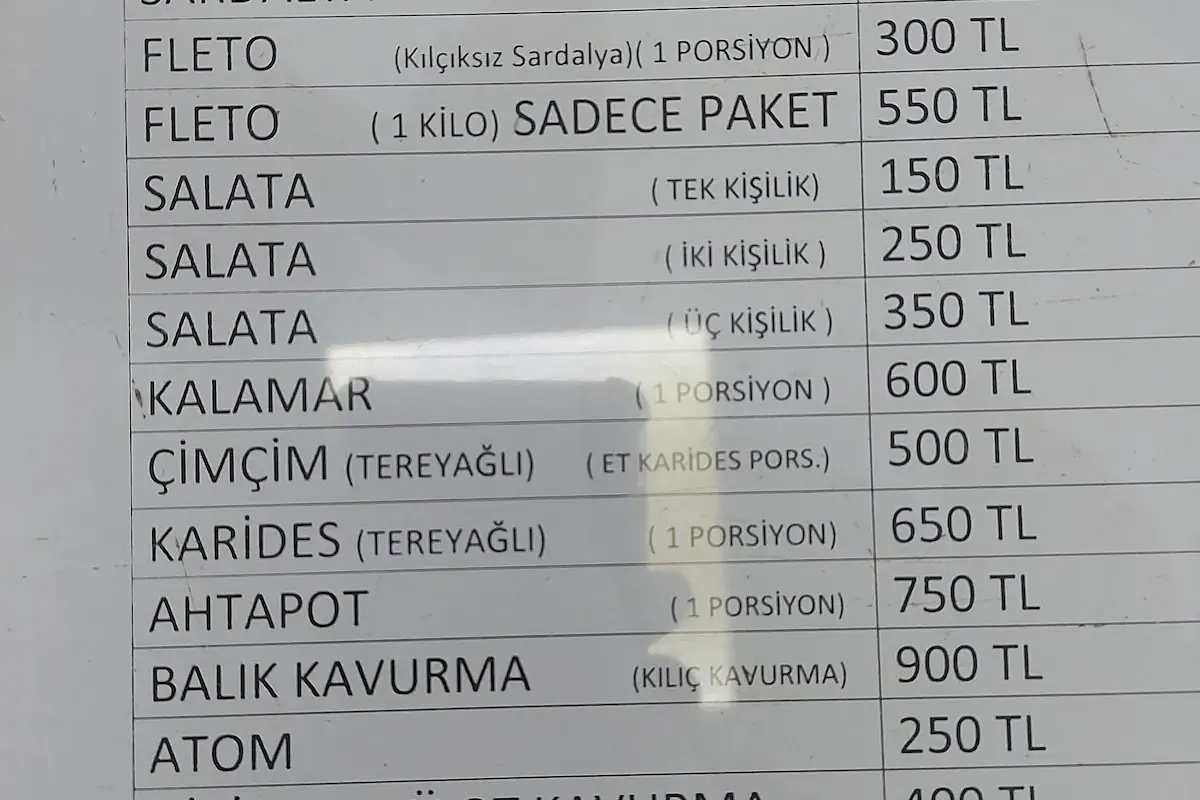 FLETO (Kılçıksız Sardalya)( 1 PORSİYON ) 300 TL
FLETO ( 1 KİLO) SADECE PAKET 550 TL
SALATA ( TEK KİŞİLİK) 150 TL
SALATA ( İKİ KİŞİLİK ) 250 TL
SALATA ( ÜÇ KİŞİLİK ) 350 TL
KALAMAR ( 1 PORSİYON ) 600 TL
ÇİMÇİM (TEREYAĞLI) ( ET KARİDES PORS.) 500 TL
KARİDES (TEREYAĞLI) ( 1 PORSİYON) 650 TL
AHTAPOT ( 1 PORSİYON) 750 TL
BALIK KAVURMA (KILIÇ KAVURMA) 900 TL
ATOM 250 TL
KAVURMA 400 TL